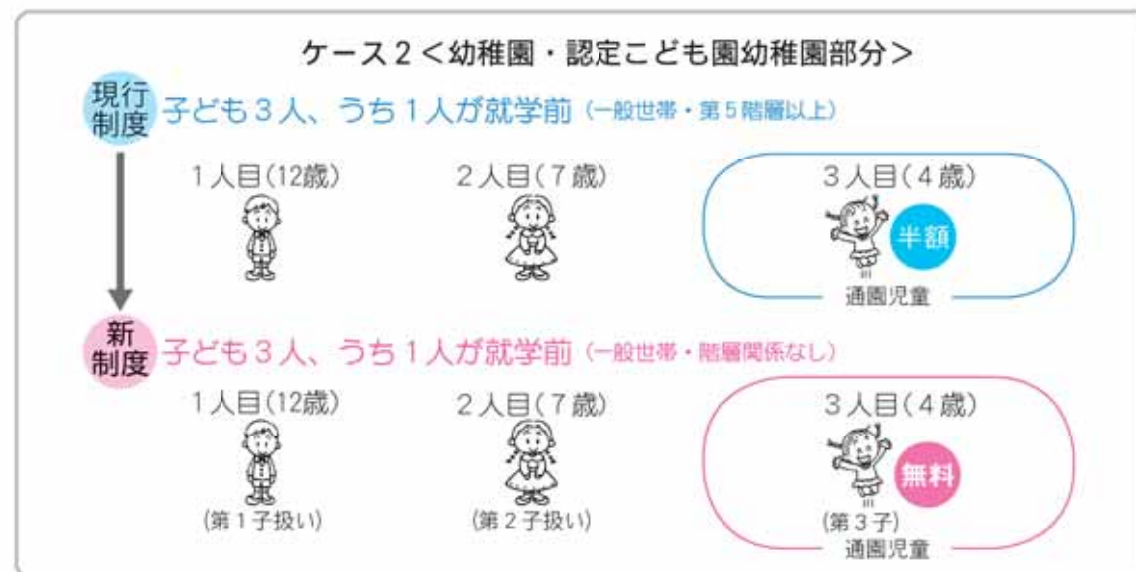 ケース2<幼稚園・認定こども園幼稚園部分>
現行
制度
子ども3人、うち1人が就学前(一般世帯・第5階層以上)
1人目(12歳) 2人目(7歳) 3人目(4歳)
半額
通園児童
新
制度
子ども3人、うち1人が就学前(一般世帯・階層関係なし)
1人目(12歳) 2人目(7歳) 3人目(4歳)
無料
(第1子扱い) (第2子扱い) (第3子)
通園児童